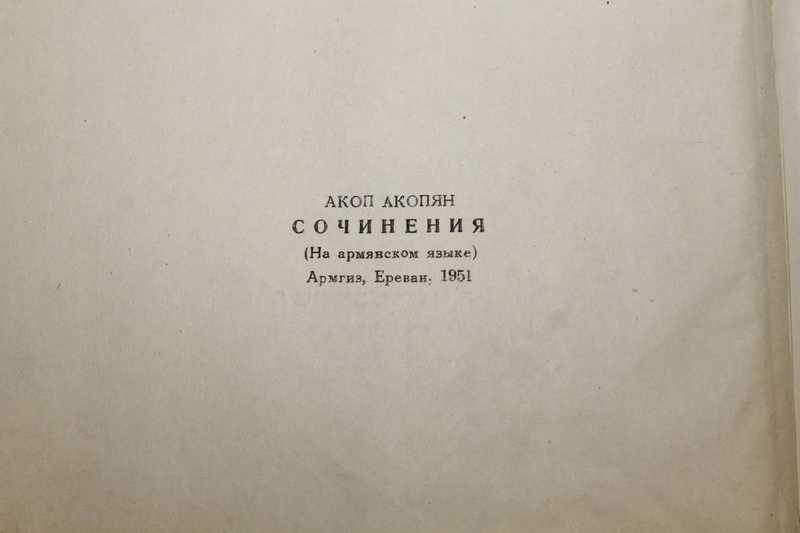 АКОП АКОПЯН
СОЧИНЕНИЯ
(На армянском языке)
Армгиз, Ереван. 1951